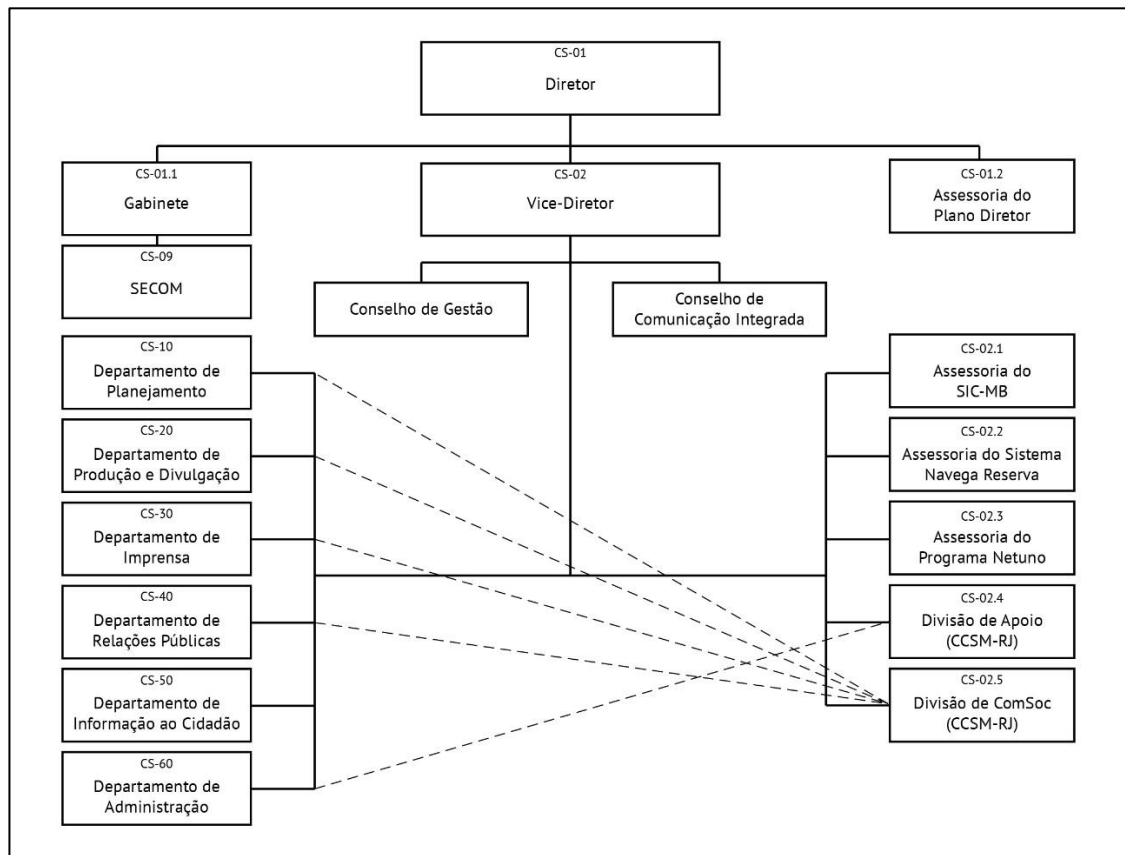 CS-01
Diretor
CS-01.1
Gabinete
CS-02
Vice-Diretor
CS-01.2
Assessoria do
Plano Diretor
CS-09
SECOM
Conselho de Gestão
Conselho de
Comunicação Integrada
CS-10
Departamento de
Planejamento
CS-20
Departamento de
Produção e Divulgação
CS-30
Departamento de
Imprensa
CS-40
Departamento de
Relações Públicas
CS-50
Departamento de
Informação ao Cidadão
CS-60
Departamento de
Administração
CS-02.1
Assessoria do
SIC-MB
CS-02.2
Assessoria do Sistema
Navega Reserva
CS-02.3
Assessoria do
Programa Netuno
CS-02.4
Divisão de Apoio
(CCSM-RJ)
CS-02.5
Divisão de ComSoc
(CCSM-RJ)